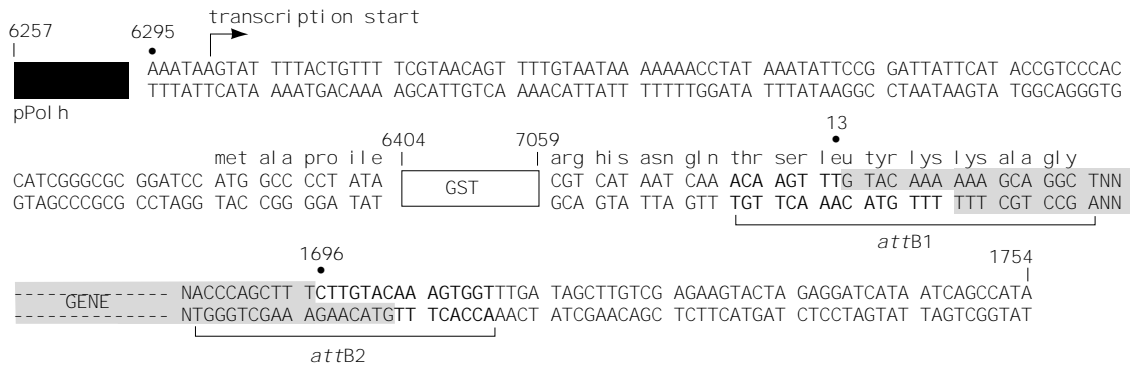 transcription start
6257 6295
AAATAAGTAT TTTACTGTTT TCGTAACAGT TTTGTAATAA AAAAACCTAT AAATATTCCG GATTATTCAT ACCGTCCCAC
TTTATTCATA AAATGACAAA AGCATTGTCA AAACATTATT TTTTTGGATA TTTATAAGGC CTAATAAGTA TGGCAGGGTG
pPolh
6404 7059 13
met ala pro ile arg his asn gln thr ser leu tyr lys lys ala gly
CATCGGGCGC GGATCC ATG GCC CCT ATA GST CGT CAT AAT CAA ACA AGT TTG TAC AAA AAA GCA GGC TNN
GTAGCCCGCG CCTAGG TAC CGG GGA TAT GCA GTA TTA GTT TGT TCA AAC ATG TTT TTT CGT CCG ANN
attB1
1696 1754
------------- NACCCAGCTT TCTTGTACAA AGTGGTTTGA TAGCTTGTCG AGAAGTACTA GAGGATCATA ATCAGCCATA
GENE
------------- NTGGGTCGAA AGAACATGTT TCACCAAACT ATCGAACAGC TCTTCATGAT CTCCTAGTAT TAGTCGGTAT
attB2